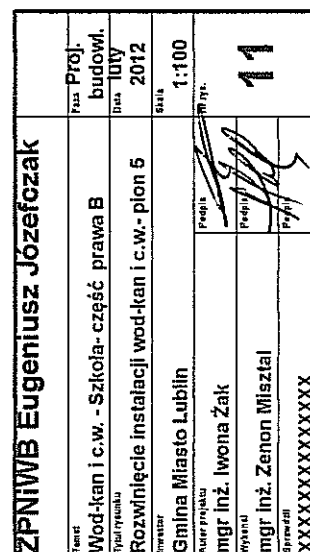 ZPNiWB Eugeniusz Józefczak
Temat
Wod-kan i c.w. - Szkoła- część prawa B
Faza
Proj. budowl.
Tytuł rysunku
Rozwinięcie instalacji wod-kan i c.w.- pion 5
Data
luty 2012
Inwestor
Gmina Miasto Lublin
Skala
1:100
Autor projektu
mgr inż. Iwona Żak
Podpis
Nr rys.
11
Wykonał
mgr inż. Zenon Misztal
Podpis
Sprawdził
XXXXXXXXXXXXXXX
Podpis